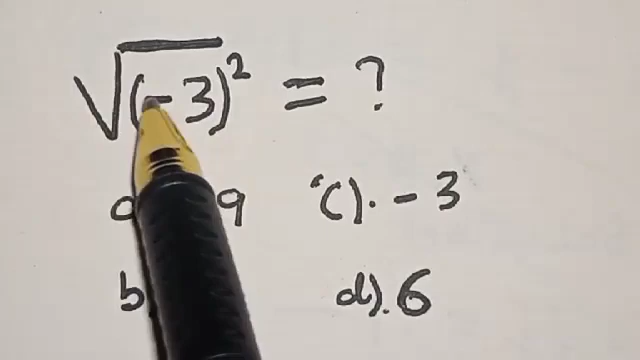 √(-3)² = ?
a 9 (c). - 3
b d). 6